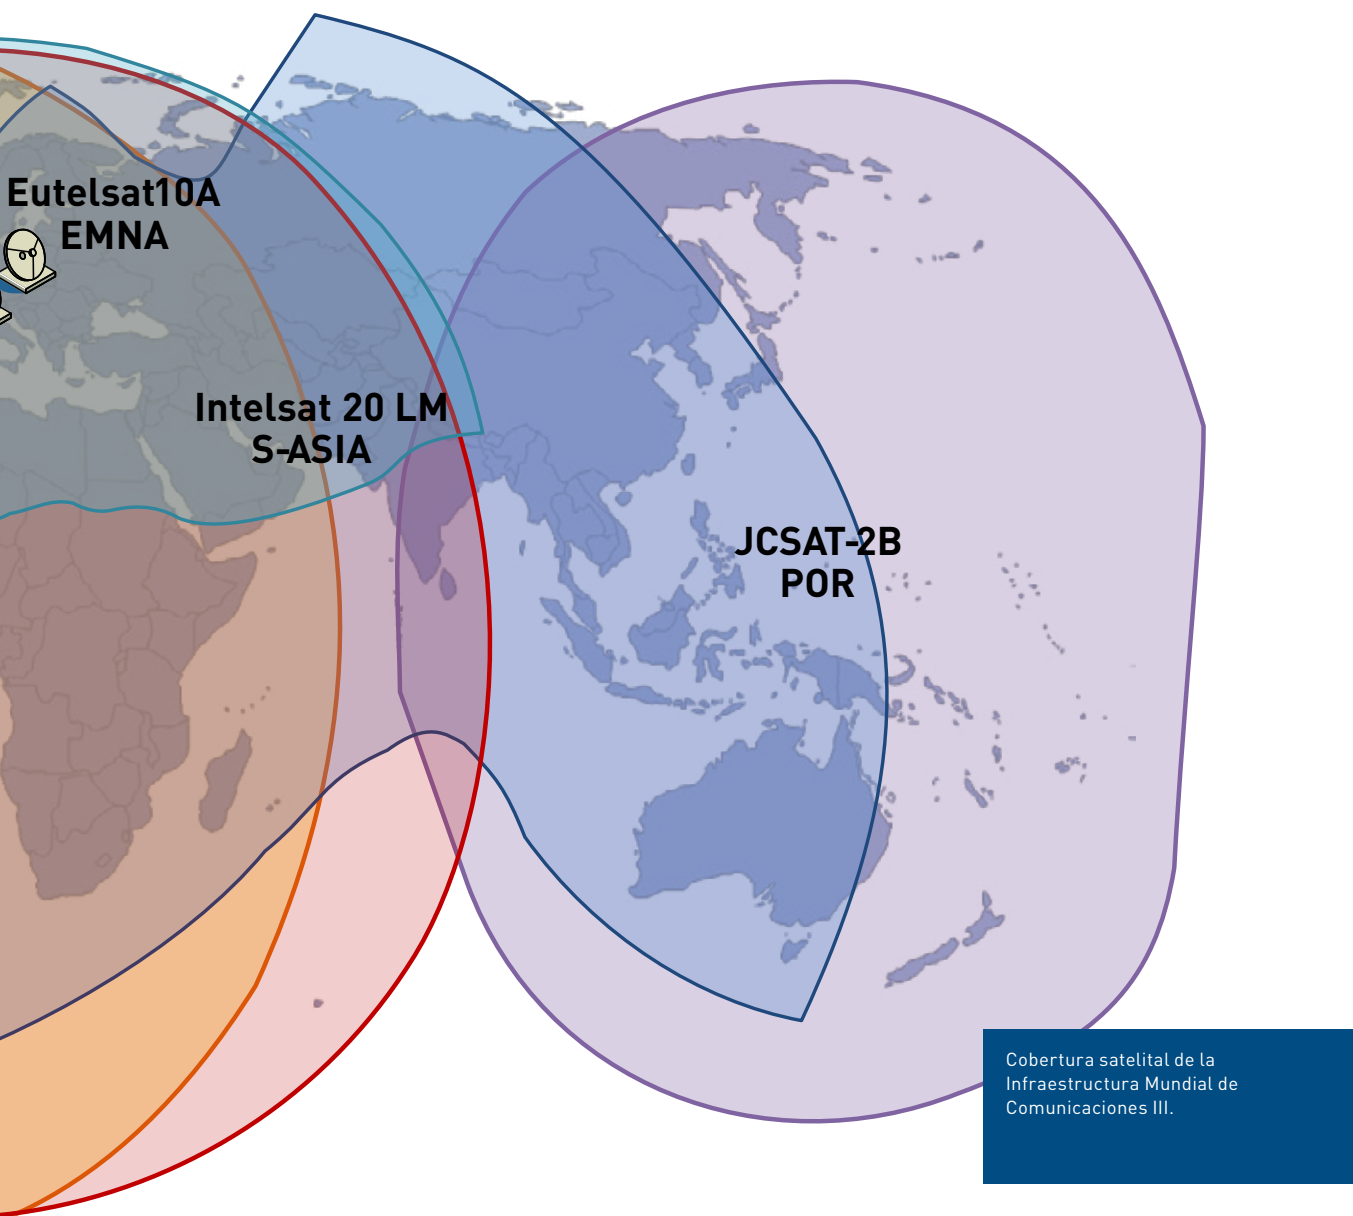 Eutelsat10A
EMNA
Intelsat 20 LM
S-ASIA
JCSAT-2B
POR
Cobertura satelital de la
Infraestructura Mundial de
Comunicaciones III.